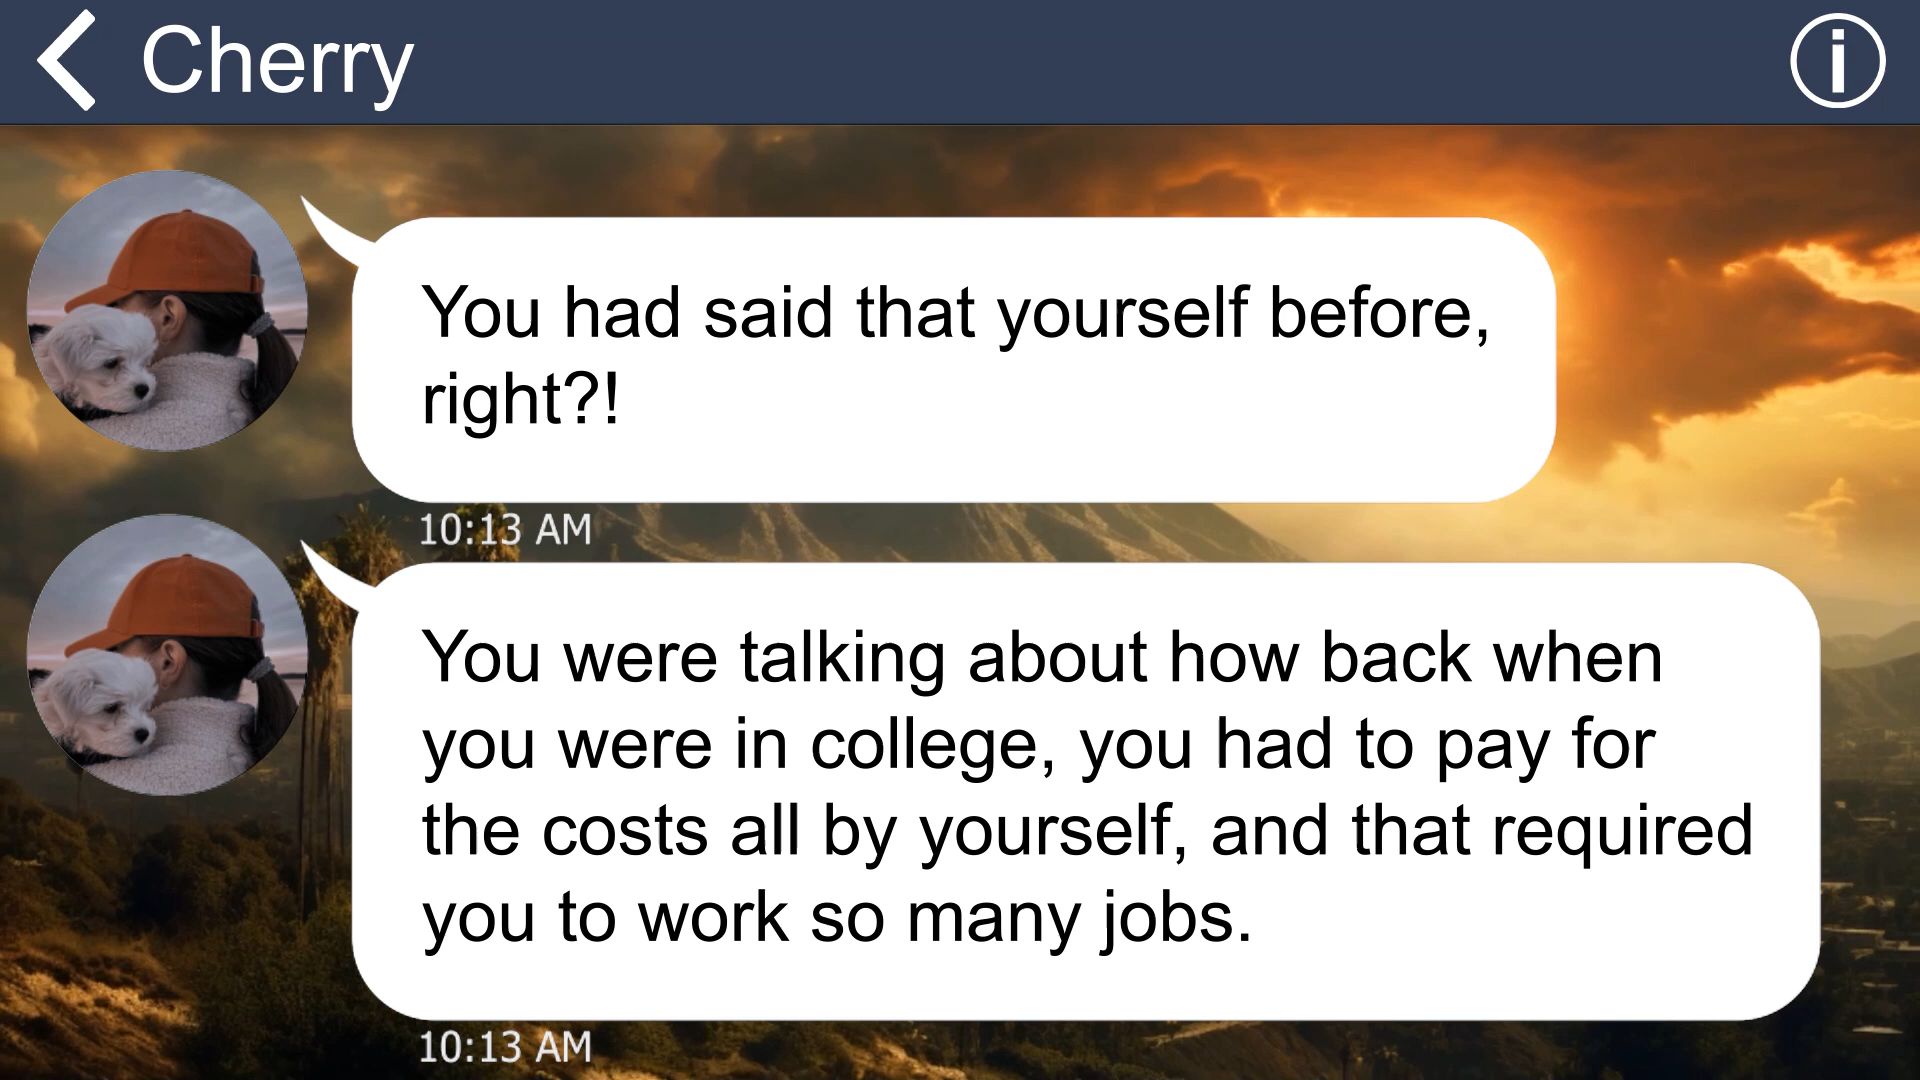 Cherry
You had said that yourself before,
right?!
10:13 AM
You were talking about how back when
you were in college, you had to pay for
the costs all by yourself, and that required
you to work so many jobs.
10:13 AM